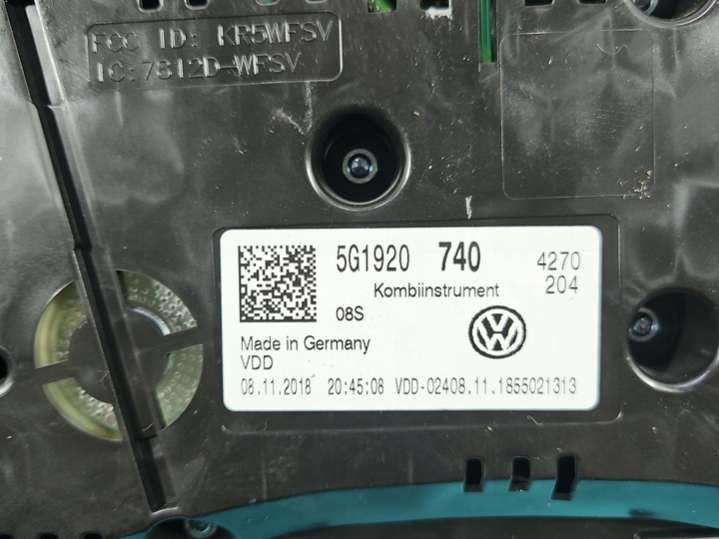 FCC ID: KR5WFSV
IC:7812D-WFSV
5G1920 740 4270
Kombiinstrument 204
08S
Made in Germany
VDD
08.11.2018 20:45:08 VDD-02408.11.1855021313